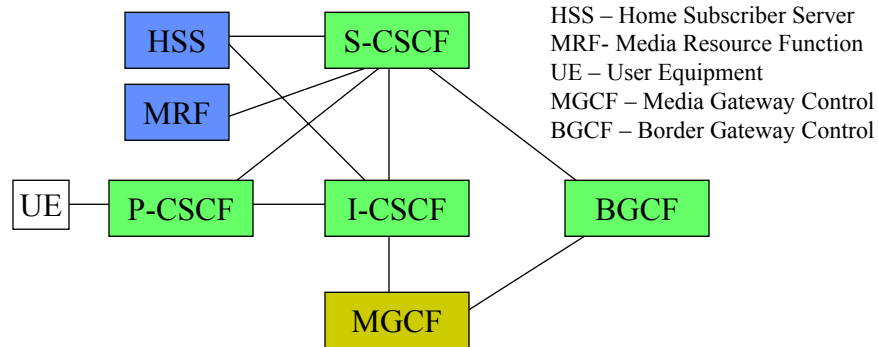 HSS
S-CSCF
MRF
UE
P-CSCF
I-CSCF
BGCF
MGCF
HSS – Home Subscriber Server
MRF- Media Resource Function
UE – User Equipment
MGCF – Media Gateway Control
BGCF – Border Gateway Control